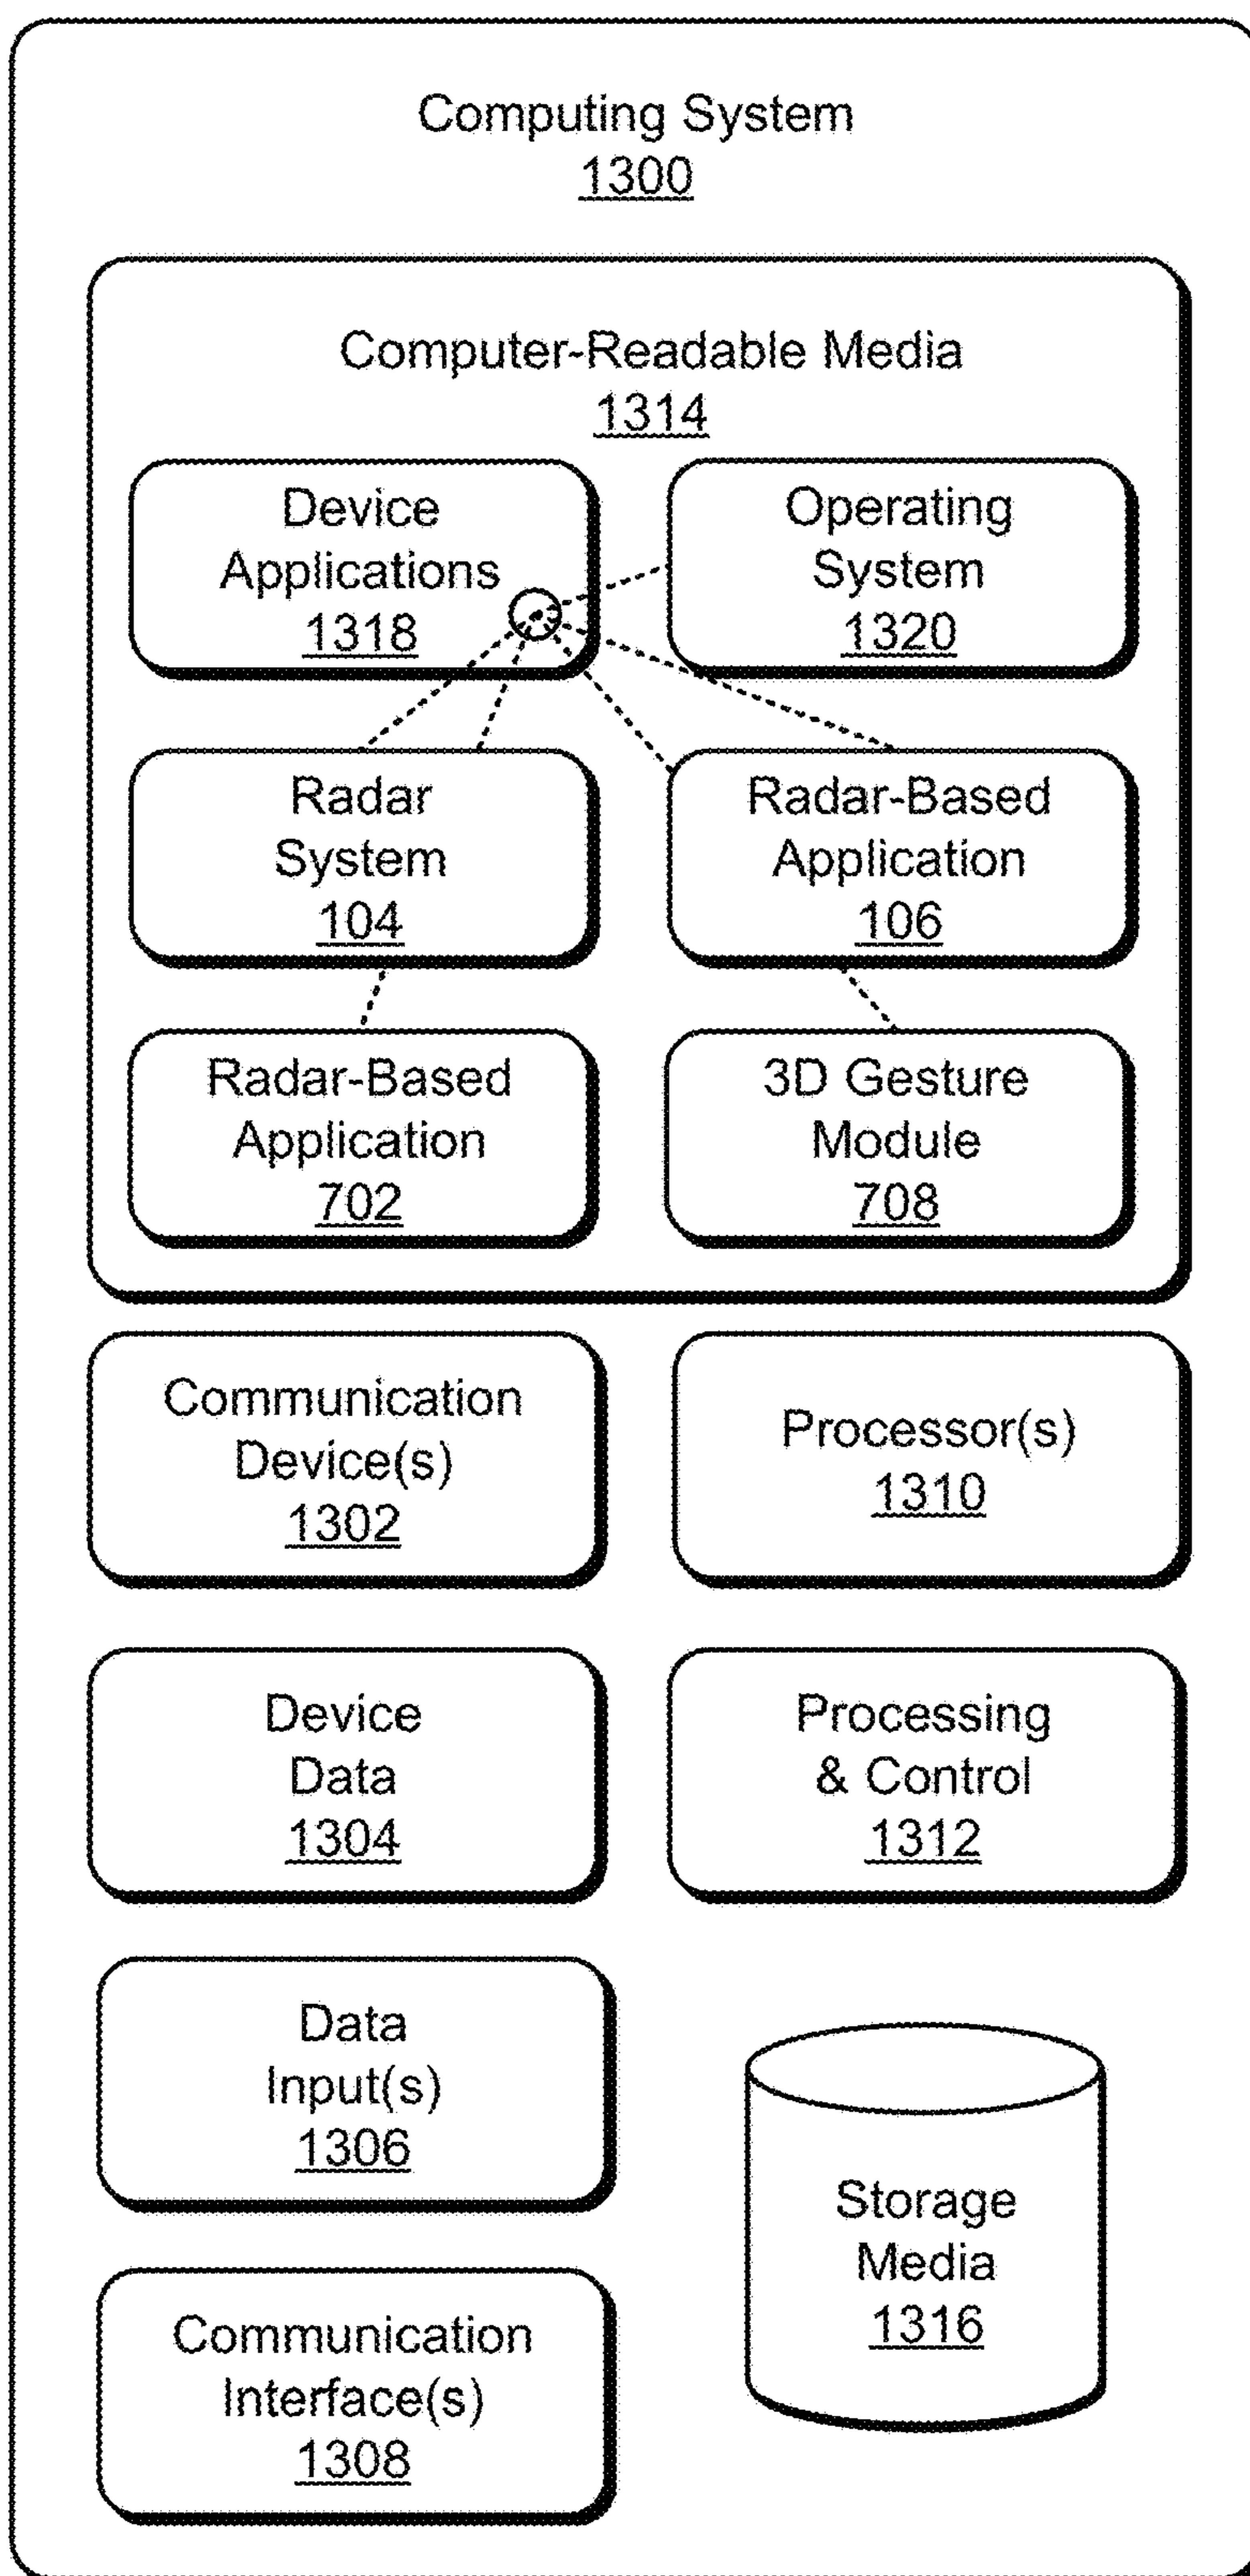 Computing System
1300
Computer-Readable Media
1314
Device
Applications
1318
Operating
System
1320
Radar
System
104
Radar-Based
Application
106
Radar-Based
Application
702
3D Gesture
Module
708
Communication
Device(s)
1302
Processor(s)
1310
Device
Data
1304
Processing
& Control
1312
Data
Input(s)
1306
Storage
Media
1316
Communication
Interface(s)
1308